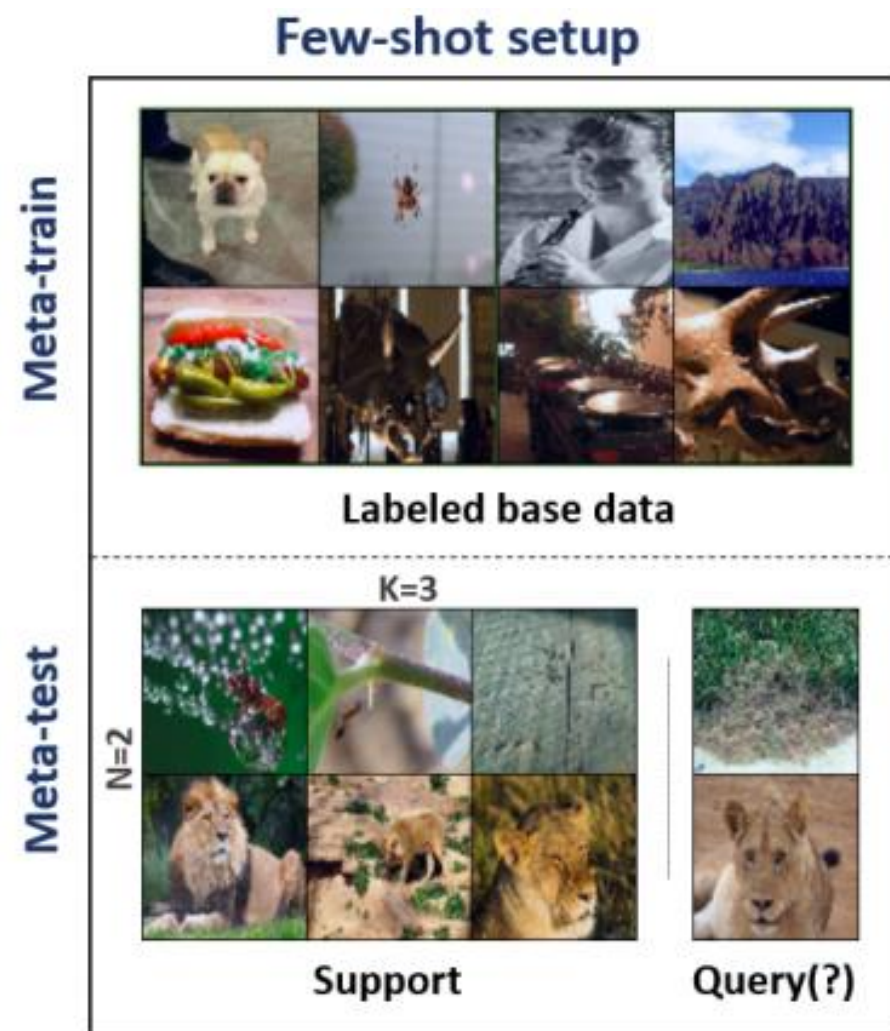 Few-shot setup
Meta-train
Labeled base data
Meta-test
K=3
N=2
Support
Query(?)